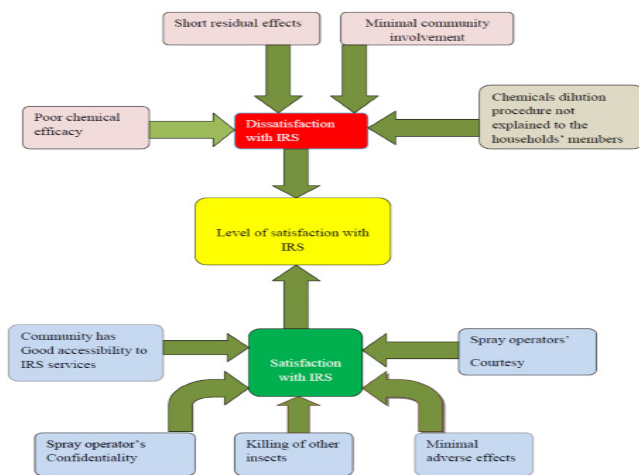 Short residual effects
Minimal community
involvement
Poor chemical
efficacy
Dissatisfaction
with IRS
Chemicals dilution
procedure not
explained to the
households' members
Level of satisfaction with
IRS
Community has
Good accessibility to
IRS services
Satisfaction
with IRS
Spray operators'
Courtesy
Spray operator's
Confidentiality
Killing of other
insects
Minimal
adverse effects